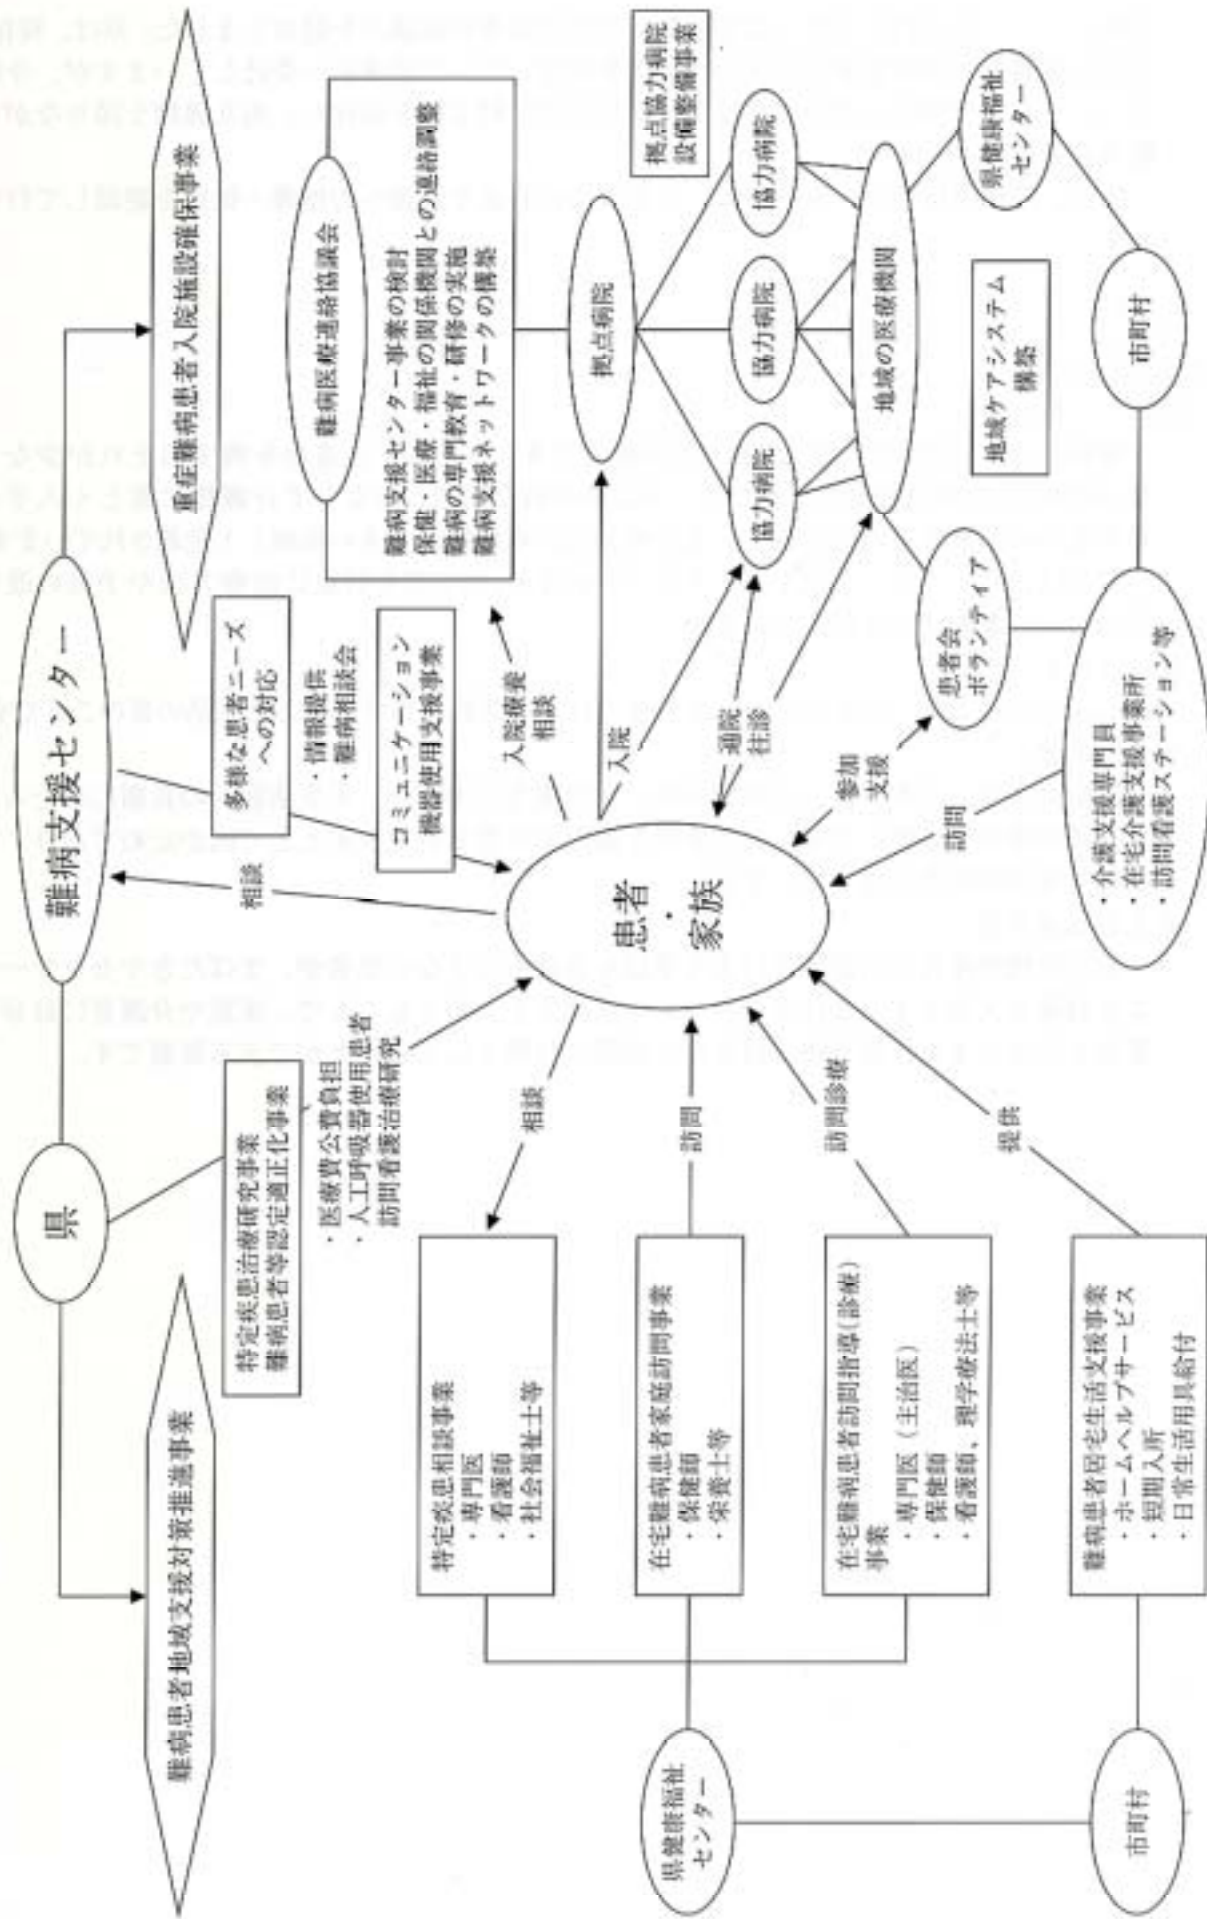 県
難病支援センター
難病患者地域支援対策推進事業
重症難病患者入院施設確保事業
特定疾患治療研究事業
難病患者等認定適正化事業
・医療費公費負担
・人工呼吸器使用患者
訪問看護治療研究
相談
多様な患者ニーズ
への対応
・情報提供
・難病相談会
コミュニケーション
機器使用支援事業
難病医療連絡協議会
難病支援センター事業の検討
保健・医療・福祉の関係機関との連絡調整
難病の専門教育・研修の実施
難病支援ネットワークの構築
特定疾患相談事業
・専門医
・看護師
・社会福祉士等
相談
患者
・
家族
入院療養
相談
入院
拠点病院
拠点協力病院
設備整備事業
県健康福祉
センター
在宅難病患者家庭訪問事業
・保健師
・栄養士等
訪問
通院
往診
協力病院
協力病院
協力病院
在宅難病患者訪問指導(診療)
事業
・専門医(主治医)
・保健師
・看護師、理学療法士等
訪問診療
参加
支援
患者会
ボランティア
地域の医療機関
県健康福祉
センター
地域ケアシステム
構築
市町村
難病患者居宅生活支援事業
・ホームヘルプサービス
・短期入所
・日常生活用具給付
提供
訪問
・介護支援専門員
・在宅介護支援事業所
・訪問看護ステーション等
市町村